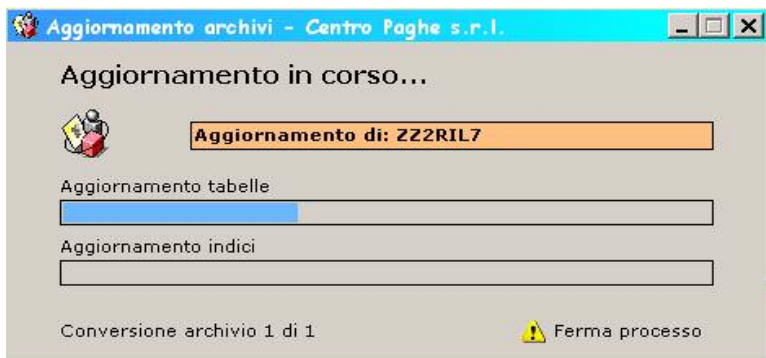 Aggiornamento archivi - Centro Paghe s.r.l.
Aggiornamento in corso...
Aggiornamento di: ZZ2RIL7
Aggiornamento tabelle
Aggiornamento indici
Conversione archivio 1 di 1
Ferma processo